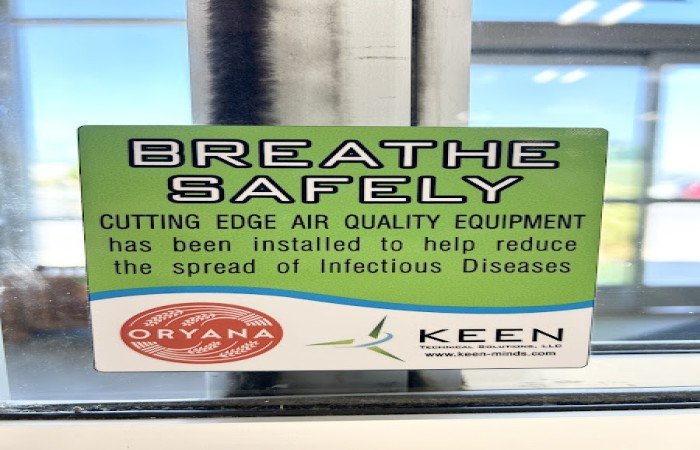 BREATHE
SAFELY
CUTTING EDGE AIR QUALITY EQUIPMENT
has been installed to help reduce
the spread of Infectious Diseases
ORYANA
KEEN
TECHNICAL SOLUTIONS, LLC
www.keen-minds.com